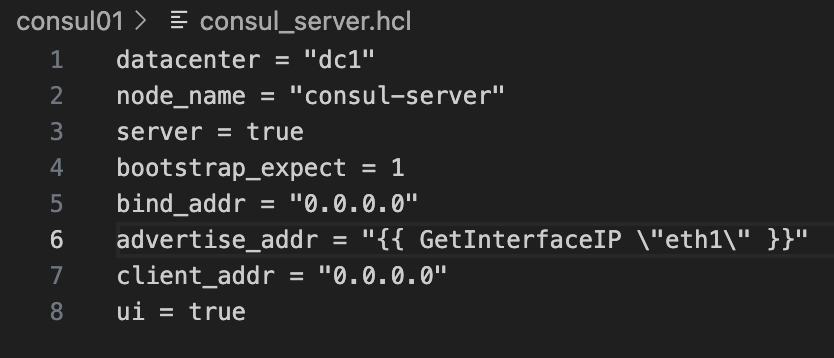 consul01 > consul_server.hcl
1 datacenter = "dc1"
2 node_name = "consul-server"
3 server = true
4 bootstrap_expect = 1
5 bind_addr = "0.0.0.0"
6 advertise_addr = "{{ GetInterfaceIP \"eth1\" }}"
7 client_addr = "0.0.0.0"
8 ui = true